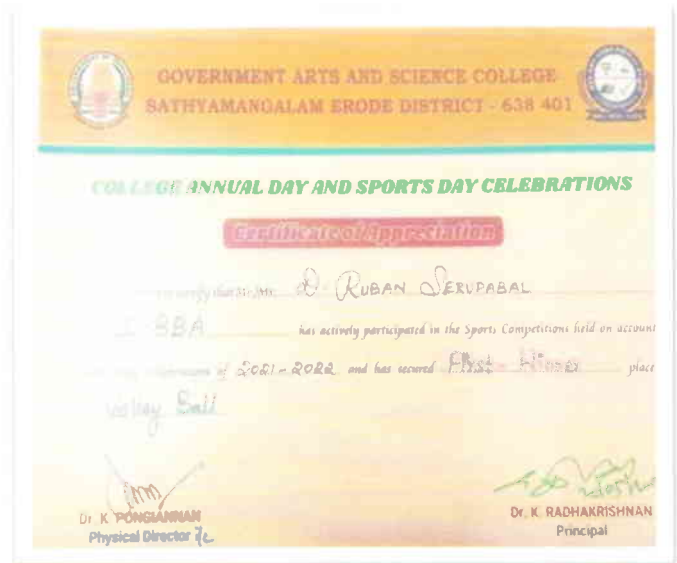 GOVERNMENT ARTS AND SCIENCE COLLEGE
SATHYAMANGALAM ERODE DISTRICT - 638 401
COLLEGE ANNUAL DAY AND SPORTS DAY CELEBRATIONS
Certificate of Appreciation
certify that D. RUBAN SERUPABAL
I BBA has actively participated in the Sports Competitions held on account
of 2021-2022 and has secured First place
Volley Ball
Dr. K. PONGIANNAN
Physical Director
Dr. K. RADHAKRISHNAN
Principal